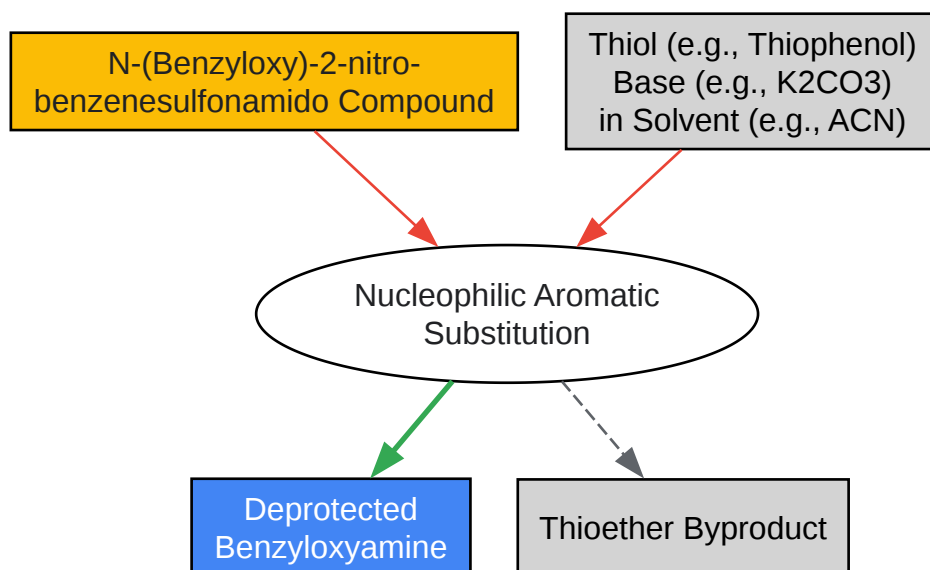 N-(Benzyloxy)-2-nitro-
benzenesulfonamido Compound
Thiol (e.g., Thiophenol)
Base (e.g., K2CO3)
in Solvent (e.g., ACN)
Nucleophilic Aromatic
Substitution
Deprotected
Benzyloxyamine
Thioether Byproduct